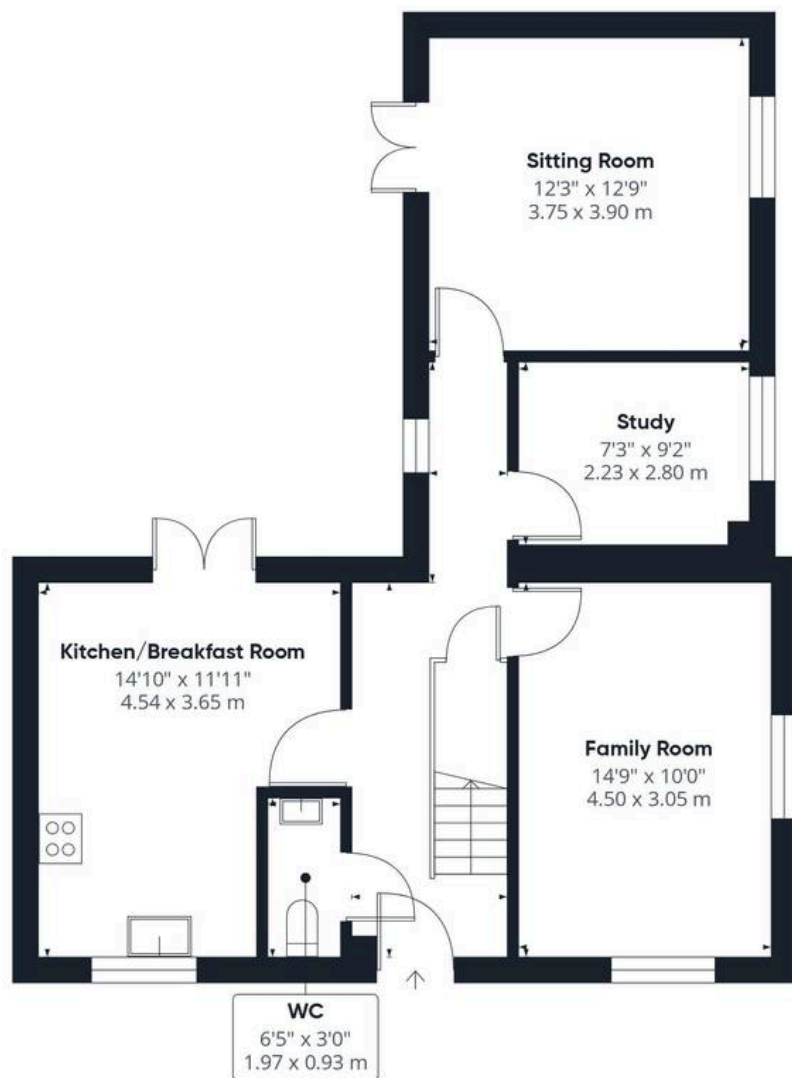 Sitting Room
12'3" x 12'9"
3.75 x 3.90 m
Study
7'3" x 9'2"
2.23 x 2.80 m
Kitchen/Breakfast Room
14'10" x 11'11"
4.54 x 3.65 m
Family Room
14'9" x 10'0"
4.50 x 3.05 m
WC
6'5" x 3'0"
1.97 x 0.93 m